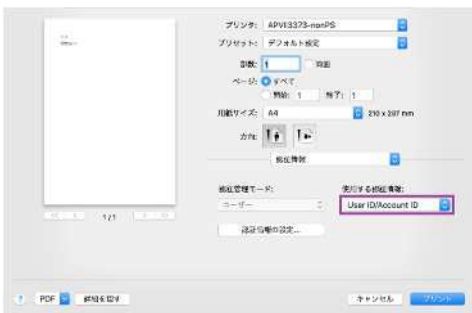 プリンタ: APVI3373-nonPS
プリセット: デフォルト設定
部数: 1 両面
ページ: すべて
開始: 1 終了: 1
用紙サイズ: A4 210 x 297 mm
方向:
認証情報
認証管理モード: 使用する認証情報:
ユーザー User ID/Account ID
認証情報の設定...
1/1
? PDF 詳細を隠す キャンセル プリント